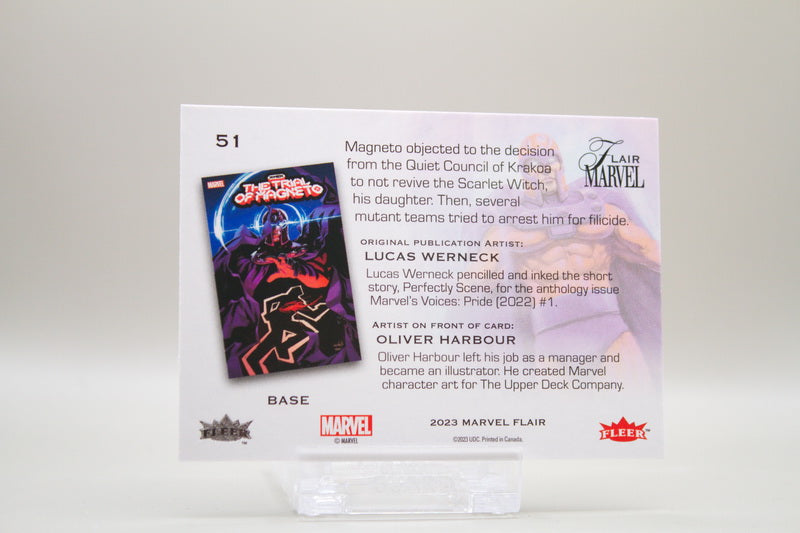 51
MARVEL
THE TRIAL
OF MAGNETO
Magneto objected to the decision
from the Quiet Council of Krakoa
to not revive the Scarlet Witch,
his daughter. Then, several
mutant teams tried to arrest him for filicide.
FLAIR
MARVEL
ORIGINAL PUBLICATION ARTIST:
LUCAS WERNECK
Lucas Werneck pencilled and inked the short
story, Perfectly Scene, for the anthology issue
Marvel's Voices: Pride (2022) #1.
ARTIST ON FRONT OF CARD:
OLIVER HARBOUR
Oliver Harbour left his job as a manager and
became an illustrator. He created Marvel
character art for The Upper Deck Company.
BASE
FLEER™
MARVEL
© MARVEL
2023 MARVEL FLAIR
©2023 UDC. Printed in Canada.
FLEER™